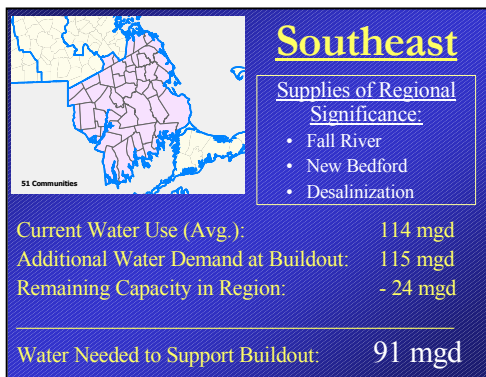 Southeast
Supplies of Regional
Significance:
• Fall River
• New Bedford
• Desalinization
51 Communities
Current Water Use (Avg.): 114 mgd
Additional Water Demand at Buildout: 115 mgd
Remaining Capacity in Region: - 24 mgd
Water Needed to Support Buildout: 91 mgd